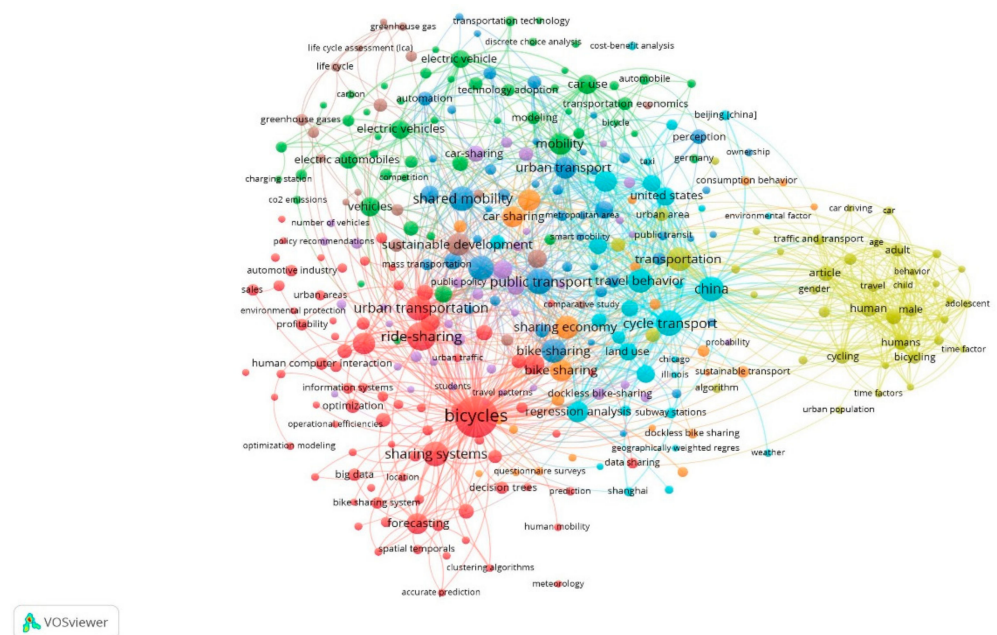 greenhouse gas
transportation technology
discrete choice analysis
cost-benefit analysis
life cycle assessment (lca)
electric vehicle
life cycle
car use
automobile
technology adoption
carbon
automation
transportation economics
beijing [china]
greenhouse gases
modeling
bicycle
electric vehicles
perception
mobility
car-sharing
electric automobiles
taxi
germany
ownership
urban transport
charging station
competition
consumption behavior
co2 emissions
shared mobility
united states
vehicles
car sharing
metropolitan area
urban area
environmental factor
car driving
car
number of vehicles
policy recommendations
sustainable development
smart mobility
public transit
traffic and transport
age
adult
mass transportation
transportation
automotive industry
public policy
public transport
travel behavior
article
behavior
sales
urban areas
china
gender
travel
child
environmental protection
urban transportation
comparative study
human
male
adolescent
profitability
ride-sharing
sharing economy
cycle transport
probability
humans
time factor
human computer interaction
urban traffic
bike-sharing
land use
chicago
cycling
bicycling
information systems
students
bike sharing
illinois
sustainable transport
travel patterns
dockless bike-sharing
algorithm
time factors
optimization
bicycles
regression analysis
subway stations
urban population
operational efficiencies
dockless bike sharing
optimization modeling
sharing systems
geographically weighted regres
weather
big data
location
questionnaire surveys
data sharing
decision trees
prediction
shanghai
bike sharing system
forecasting
human mobility
spatial temporals
clustering algorithms
meteorology
accurate prediction
VOSviewer